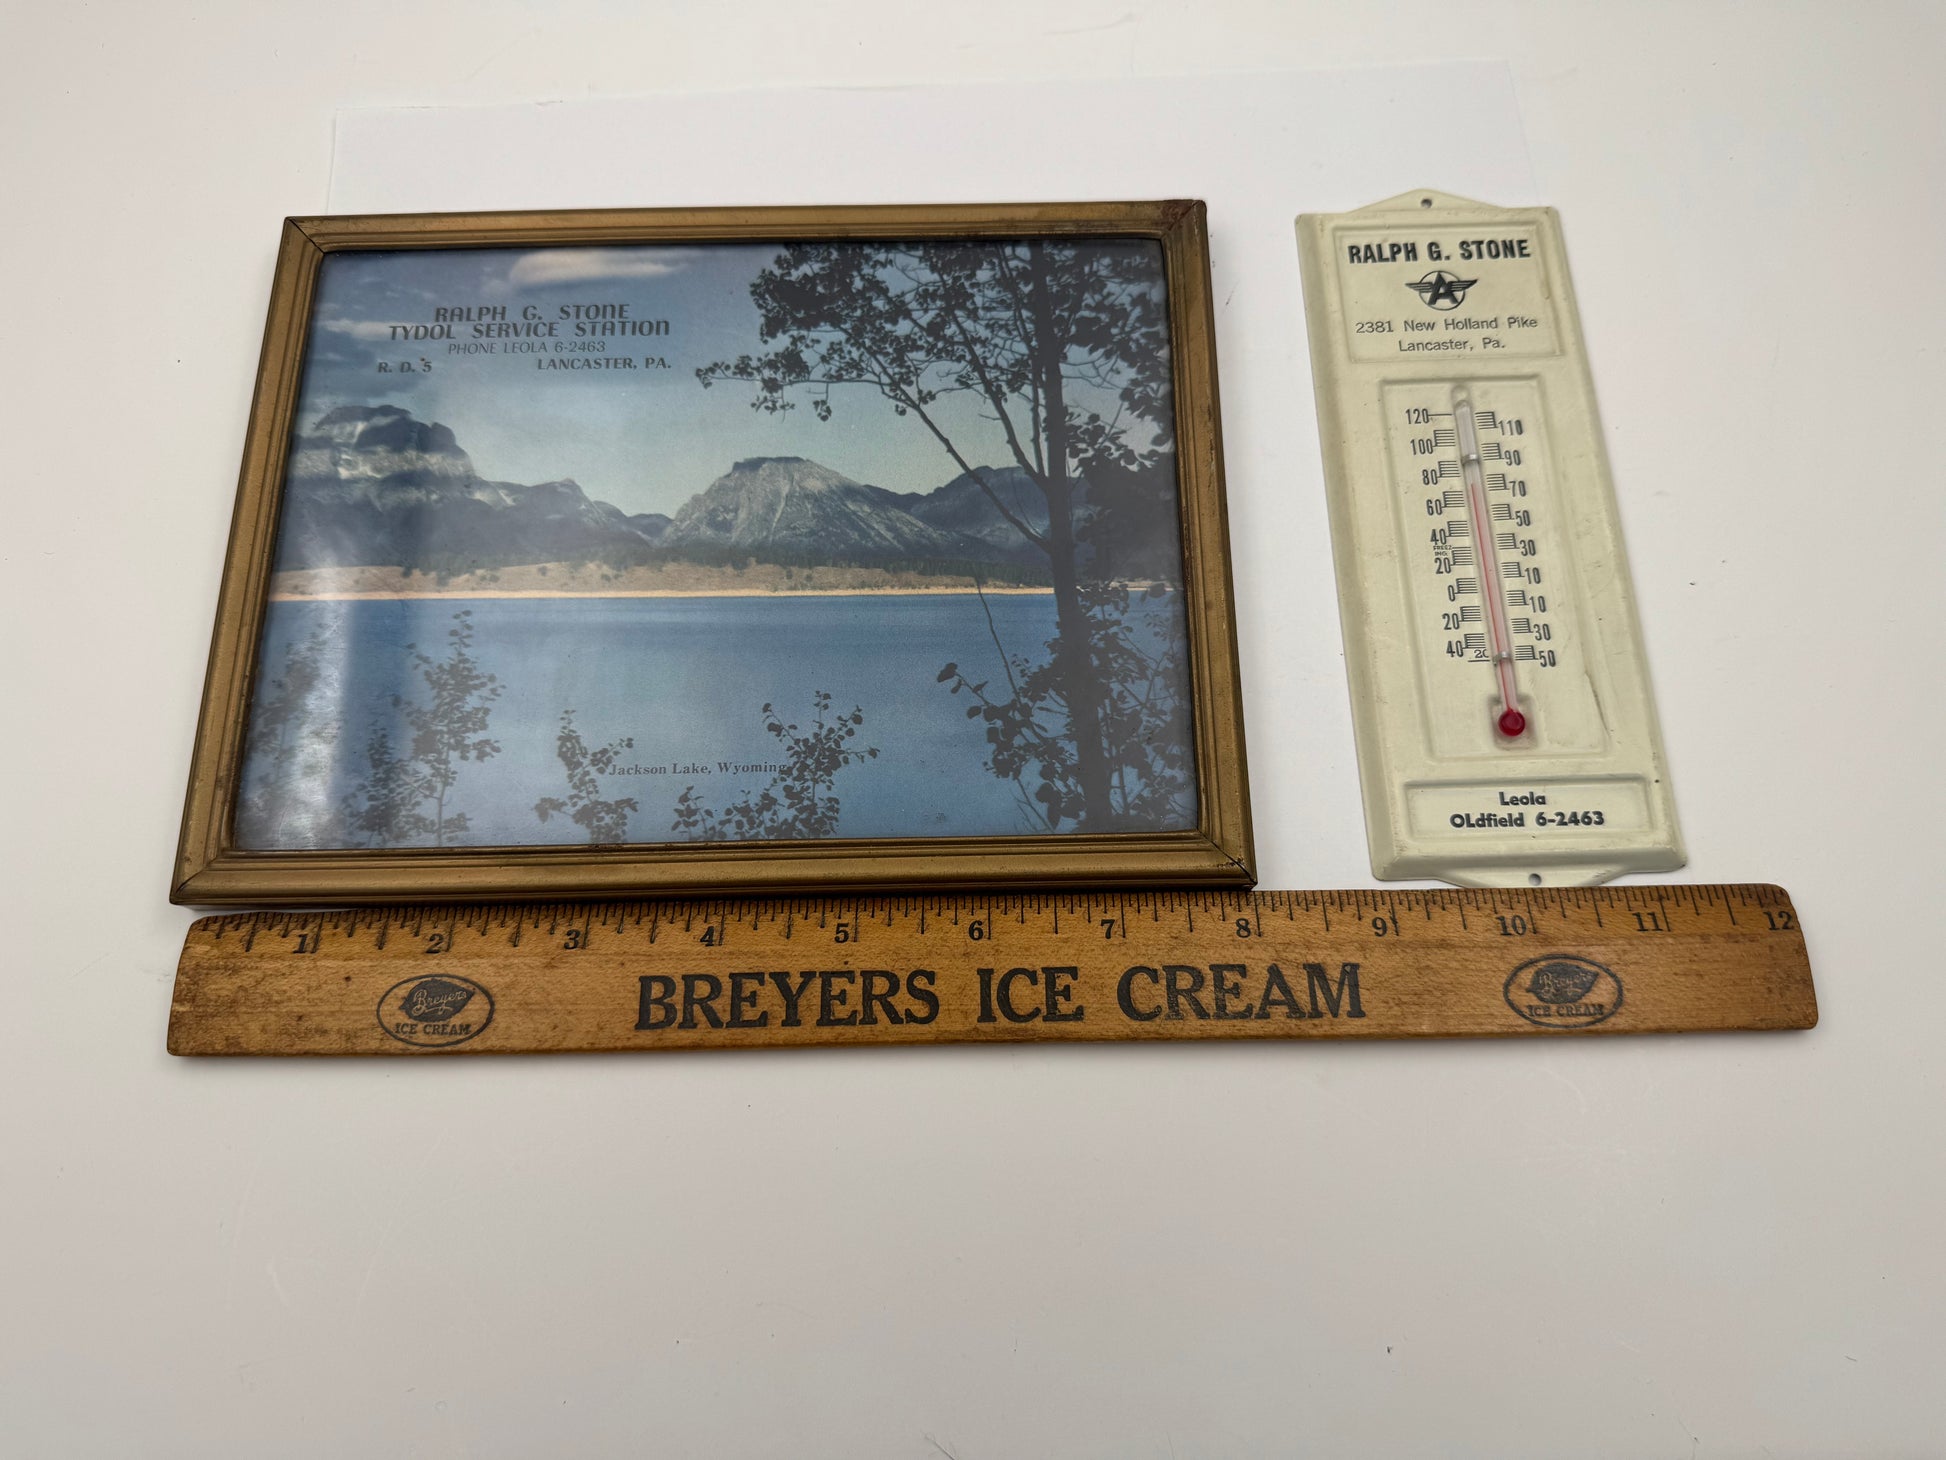 RALPH G. STONE
TYDOL SERVICE STATION
PHONE LEOLA 6-2463
R. D. 5 LANCASTER, PA.
Jackson Lake, Wyoming
RALPH G. STONE
A
2381 New Holland Pike
Lancaster, Pa.
120 110
100 90
80 70
60 50
40 30
FREEZ
ING.
20 10
0 10
20 30
40 20 50
Leola
OLdfield 6-2463
1 2 3 4 5 6 7 8 9 10 11 12
BREYERS ICE CREAM
Breyers
ICE CREAM
Breyers
ICE CREAM